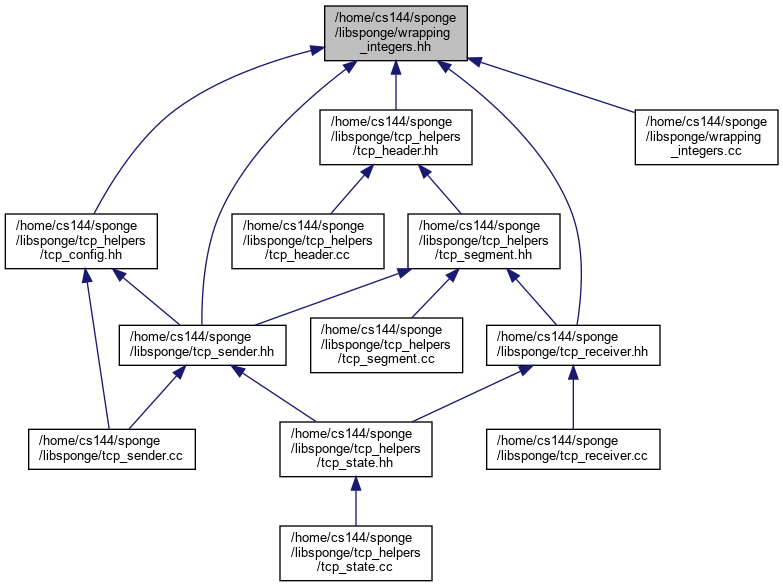 /home/cs144/sponge
/libsponge/wrapping
_integers.hh
/home/cs144/sponge
/libsponge/tcp_helpers
/tcp_header.hh
/home/cs144/sponge
/libsponge/wrapping
_integers.cc
/home/cs144/sponge
/libsponge/tcp_helpers
/tcp_config.hh
/home/cs144/sponge
/libsponge/tcp_helpers
/tcp_header.cc
/home/cs144/sponge
/libsponge/tcp_helpers
/tcp_segment.hh
/home/cs144/sponge
/libsponge/tcp_sender.hh
/home/cs144/sponge
/libsponge/tcp_helpers
/tcp_segment.cc
/home/cs144/sponge
/libsponge/tcp_receiver.hh
/home/cs144/sponge
/libsponge/tcp_sender.cc
/home/cs144/sponge
/libsponge/tcp_helpers
/tcp_state.hh
/home/cs144/sponge
/libsponge/tcp_receiver.cc
/home/cs144/sponge
/libsponge/tcp_helpers
/tcp_state.cc